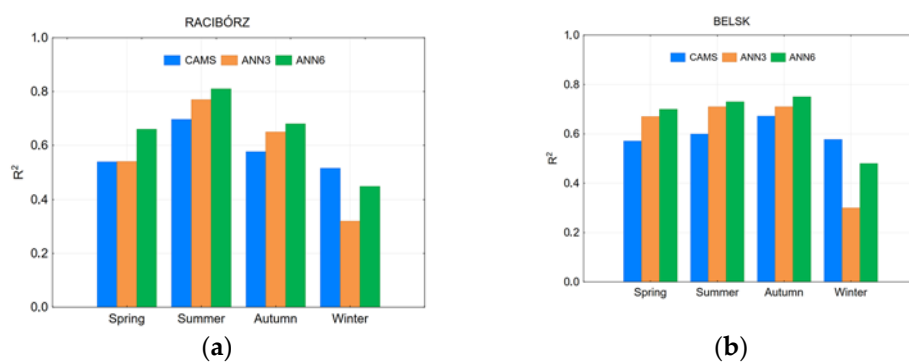 RACIBÓRZ
1.0
CAMS ANN3 ANN6
0.8
0.6
R²
0.4
0.2
0.0
Spring Summer Autumn Winter
(a)
BELSK
1.0
CAMS ANN3 ANN6
0.8
0.6
R²
0.4
0.2
0.0
Spring Summer Autumn Winter
(b)